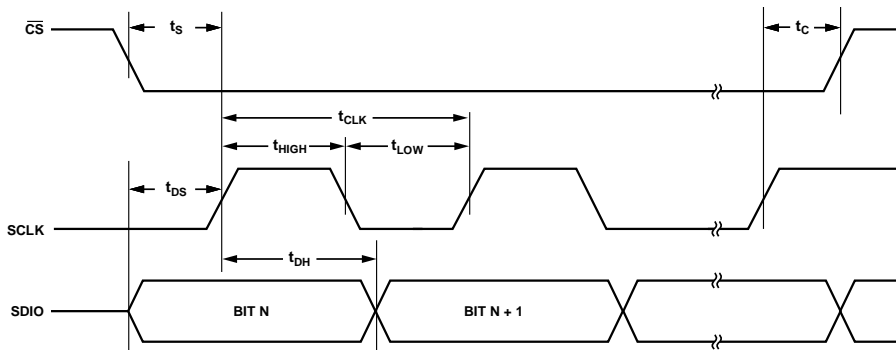 CS
tS
tC
tCLK
tHIGH
tLOW
tDS
SCLK
tDH
SDIO
BIT N
BIT N + 1